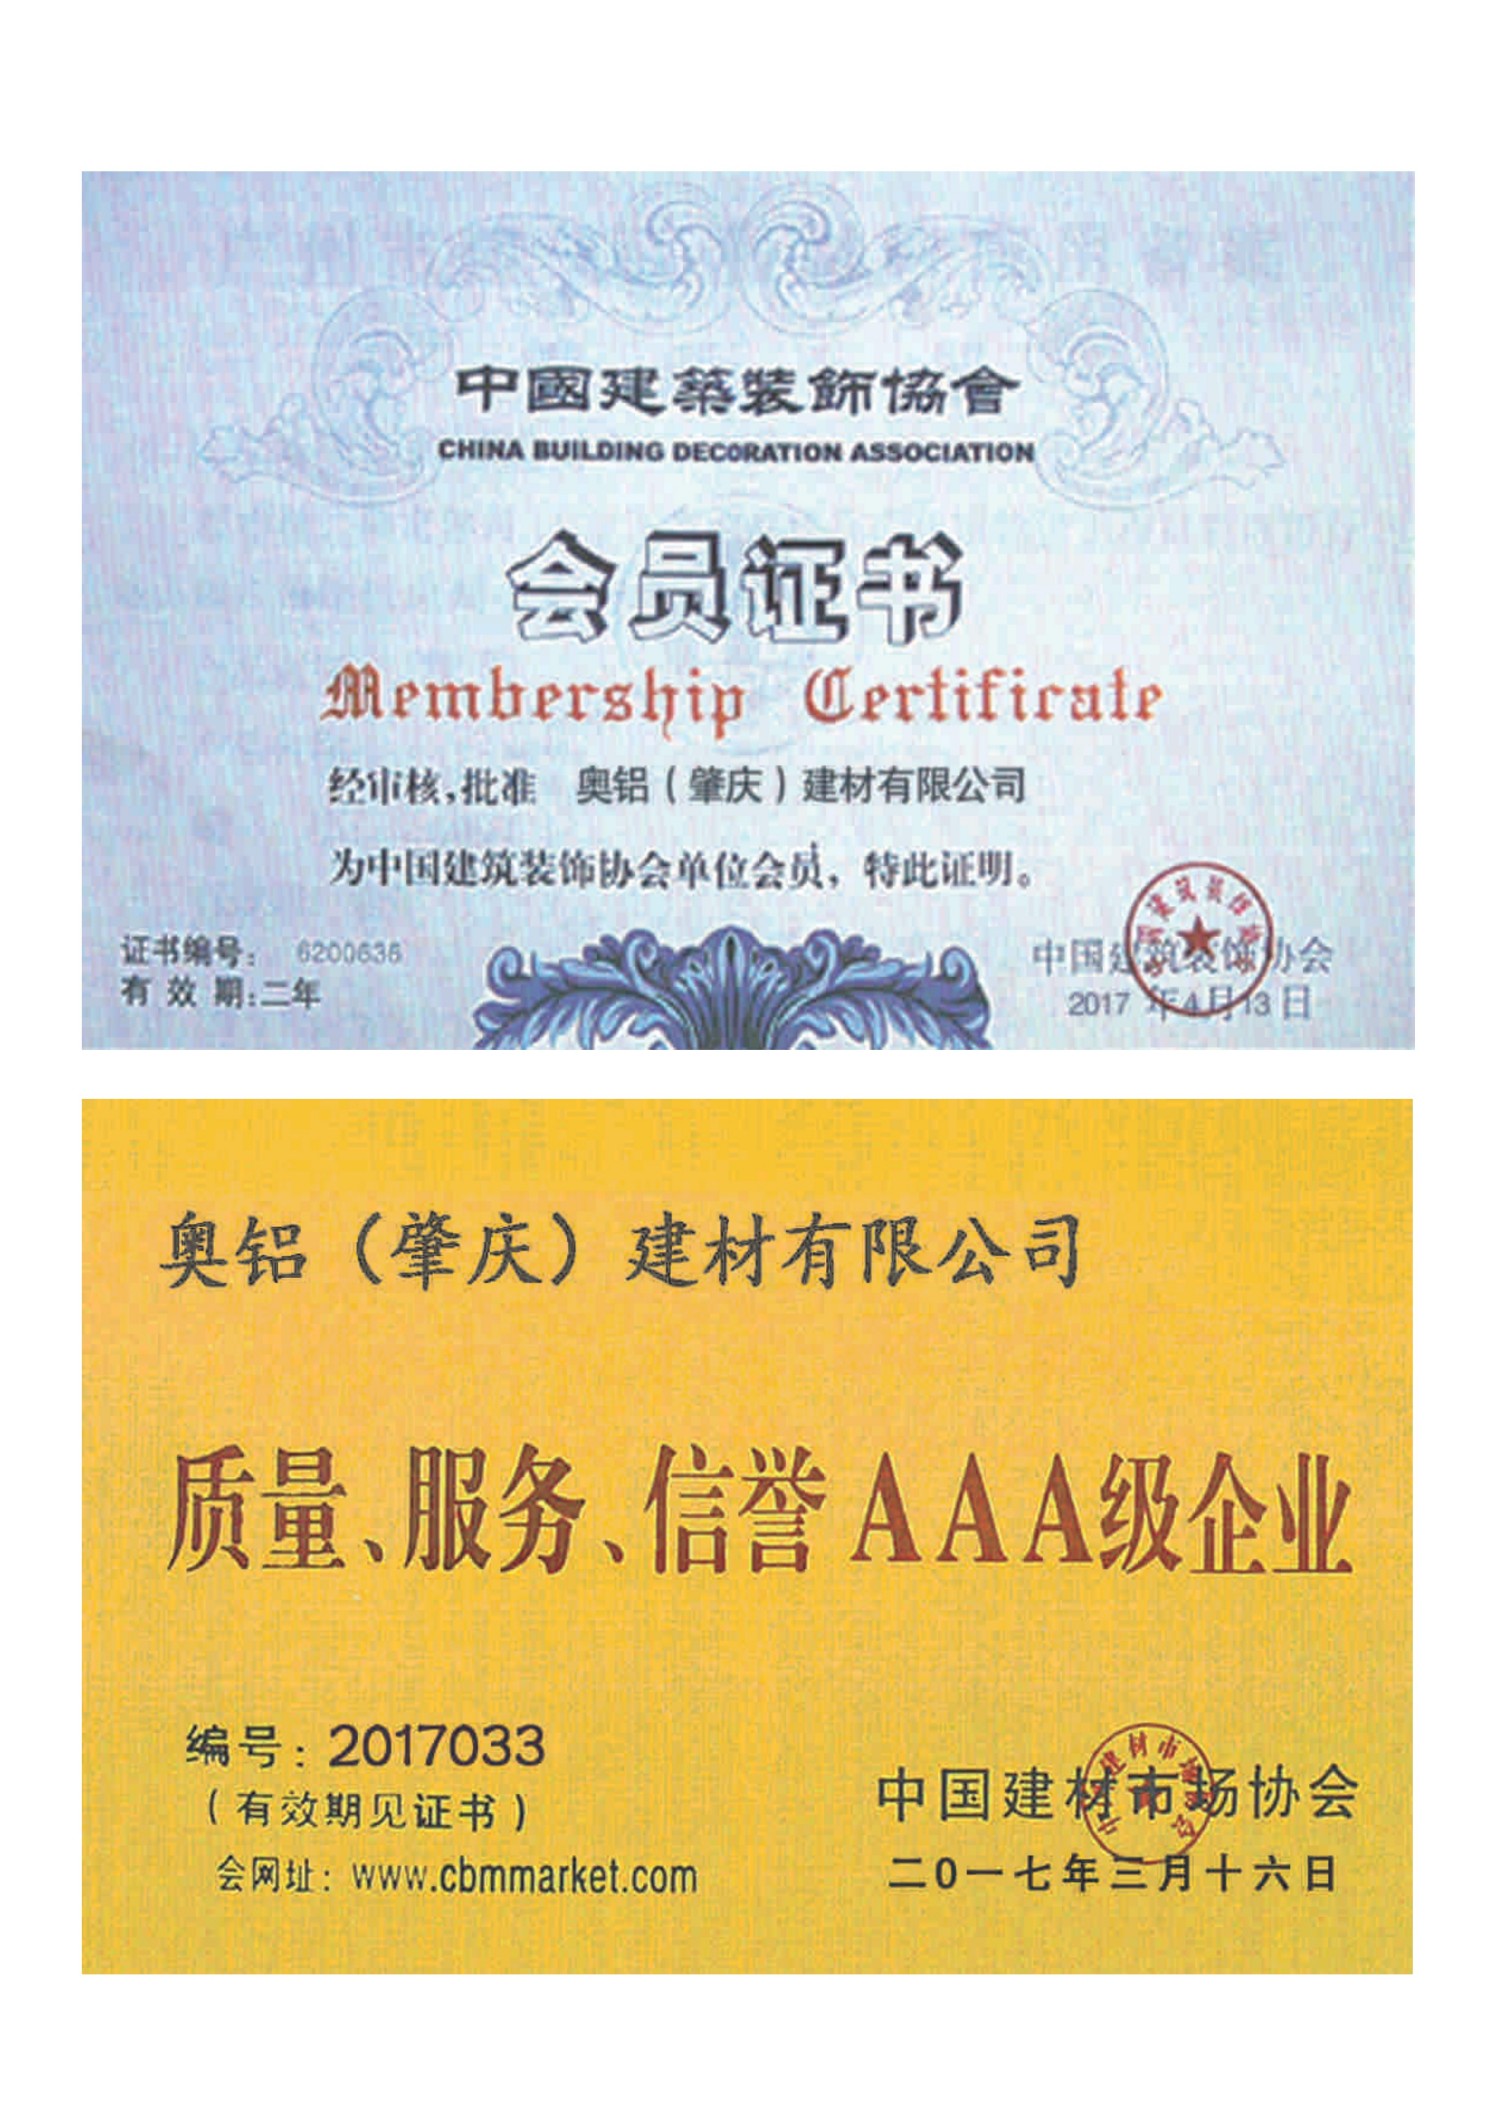 中國建築裝飾協會
CHINA BUILDING DECORATION ASSOCIATION
会员证书
Membership Certificate
经审核,批准 奥铝（肇庆）建材有限公司
为中国建筑装饰协会单位会员，特此证明。
证书编号： 6200636
有 效 期:二年
中国建筑装饰协会
2017 年4月13日
奥铝（肇庆）建材有限公司
质量、服务、信誉AAA级企业
编号：2017033
（有效期见证书）
会网址：www.cbmmarket.com
中国建材市场协会
二0一七年三月十六日